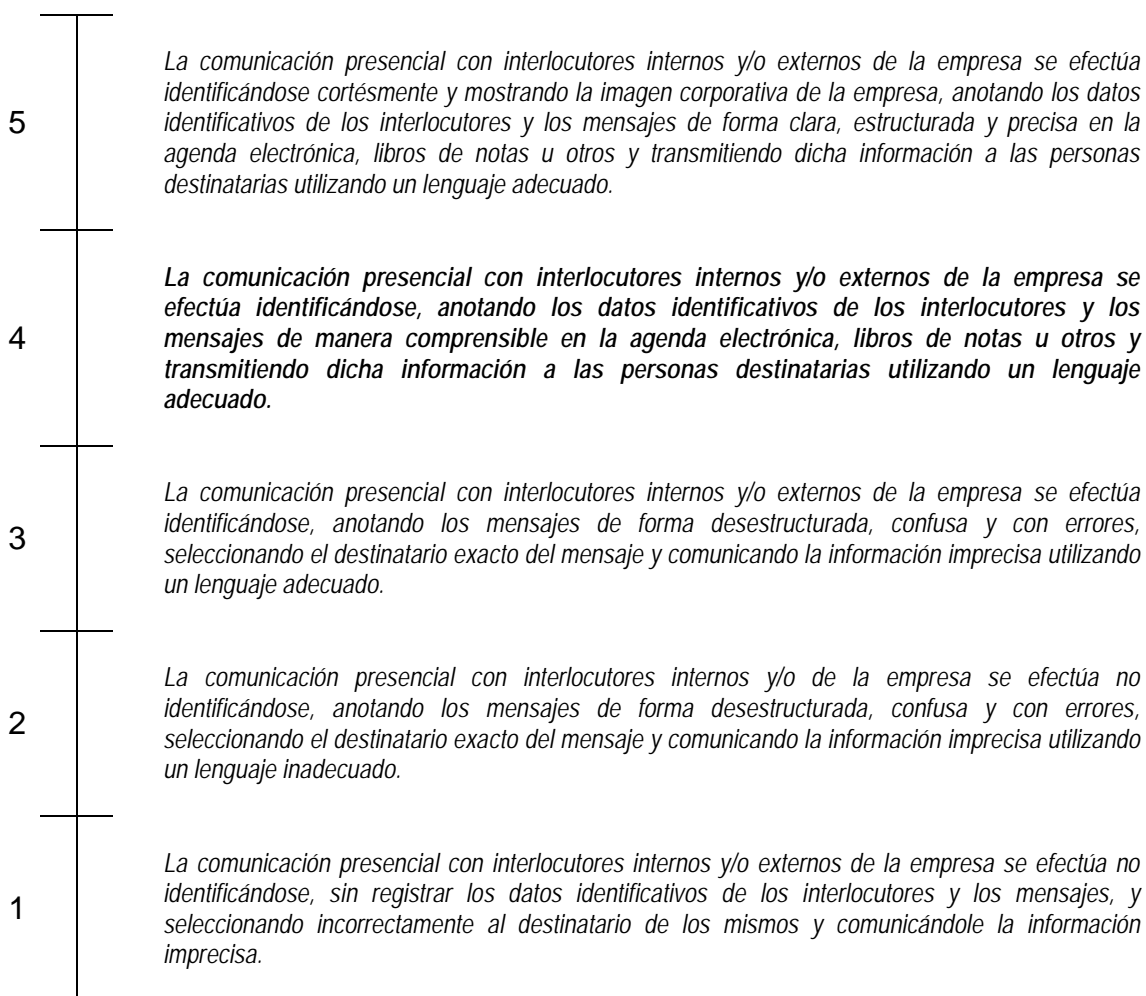 La comunicación presencial con interlocutores internos y/o externos de la empresa se efectúa
identificándose cortésmente y mostrando la imagen corporativa de la empresa, anotando los datos
5
identificativos de los interlocutores y los mensajes de forma clara, estructurada y precisa en la
agenda electrónica, libros de notas u otros y transmitiendo dicha información a las personas
destinatarias utilizando un lenguaje adecuado.
La comunicación presencial con interlocutores internos y/o externos de la empresa se
efectúa identificándose, anotando los datos identificativos de los interlocutores y los
4
mensajes de manera comprensible en la agenda electrónica, libros de notas u otros y
transmitiendo dicha información a las personas destinatarias utilizando un lenguaje
adecuado.
La comunicación presencial con interlocutores internos y/o externos de la empresa se efectúa
identificándose, anotando los mensajes de forma desestructurada, confusa y con errores,
3
seleccionando el destinatario exacto del mensaje y comunicando la información imprecisa utilizando
un lenguaje adecuado.
La comunicación presencial con interlocutores internos y/o de la empresa se efectúa no
identificándose, anotando los mensajes de forma desestructurada, confusa y con errores,
2
seleccionando el destinatario exacto del mensaje y comunicando la información imprecisa utilizando
un lenguaje inadecuado.
La comunicación presencial con interlocutores internos y/o externos de la empresa se efectúa no
identificándose, sin registrar los datos identificativos de los interlocutores y los mensajes, y
1
seleccionando incorrectamente al destinatario de los mismos y comunicándole la información
imprecisa.